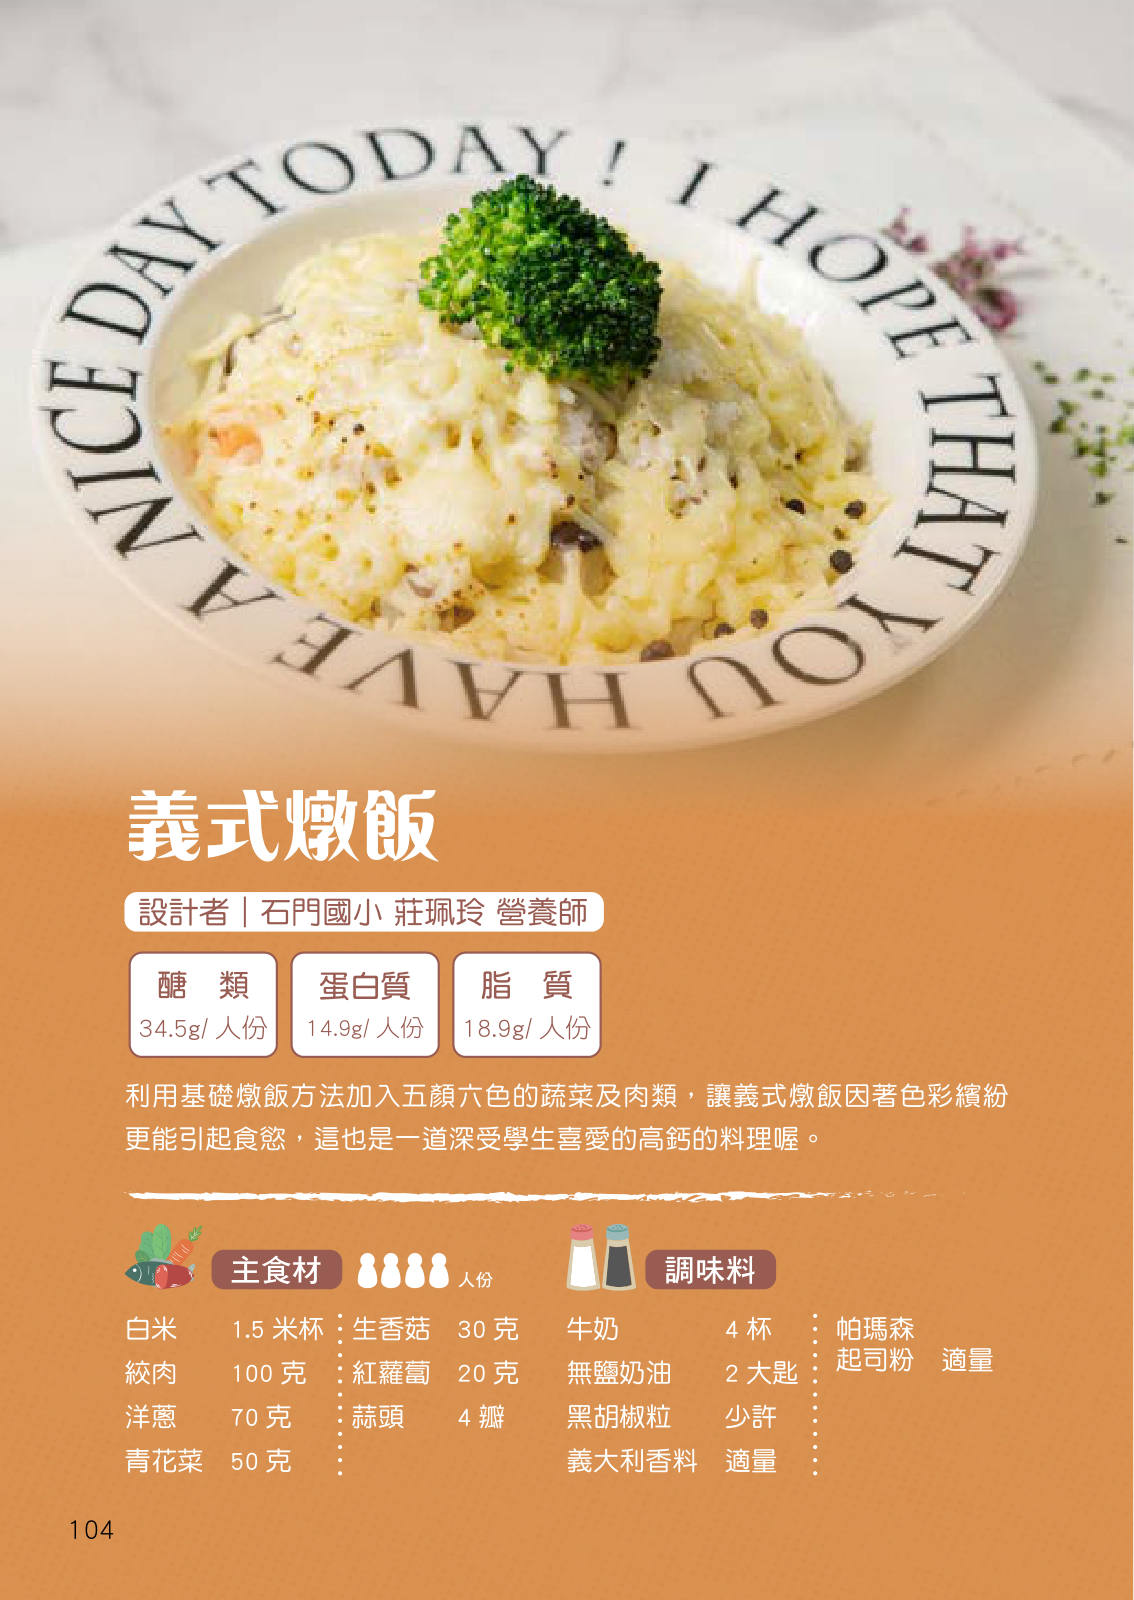 I HOPE THAT YOU HAVE A NICE DAY TODAY !
義式燉飯
設計者｜石門國小 莊珮玲 營養師
醣　類
34.5g/ 人份
蛋白質
14.9g/ 人份
脂　質
18.9g/ 人份
利用基礎燉飯方法加入五顏六色的蔬菜及肉類，讓義式燉飯因著色彩繽紛
更能引起食慾，這也是一道深受學生喜愛的高鈣的料理喔。
主食材
人份
白米 1.5 米杯
絞肉 100 克
洋蔥 70 克
青花菜 50 克
生香菇 30 克
紅蘿蔔 20 克
蒜頭 4 瓣
調味料
牛奶 4 杯
無鹽奶油 2 大匙
黑胡椒粒 少許
義大利香料 適量
帕瑪森
起司粉 適量
104